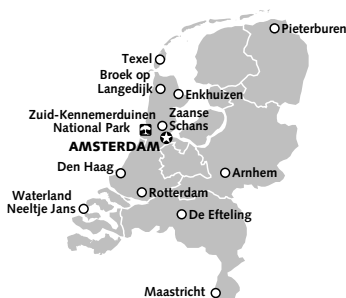 Pieterburen
Texel
Broek op
Langedijk
Enkhuizen
Zuid-Kennemerduinen
National Park
Zaanse
Schans
AMSTERDAM
Den Haag
Arnhem
Waterland
Neeltje Jans
Rotterdam
De Efteling
Maastricht